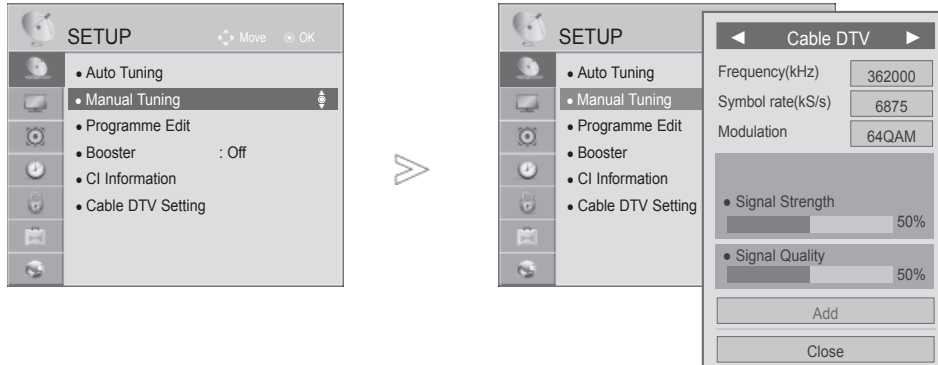 SETUP
Move OK
• Auto Tuning
• Manual Tuning
• Programme Edit
• Booster : Off
• CI Information
• Cable DTV Setting
SETUP
• Auto Tuning
• Manual Tuning
• Programme Edit
• Booster
• CI Information
• Cable DTV Setting
◄ Cable DTV ►
Frequency(kHz) 362000
Symbol rate(kS/s) 6875
Modulation 64QAM
• Signal Strength
50%
• Signal Quality
50%
Add
Close